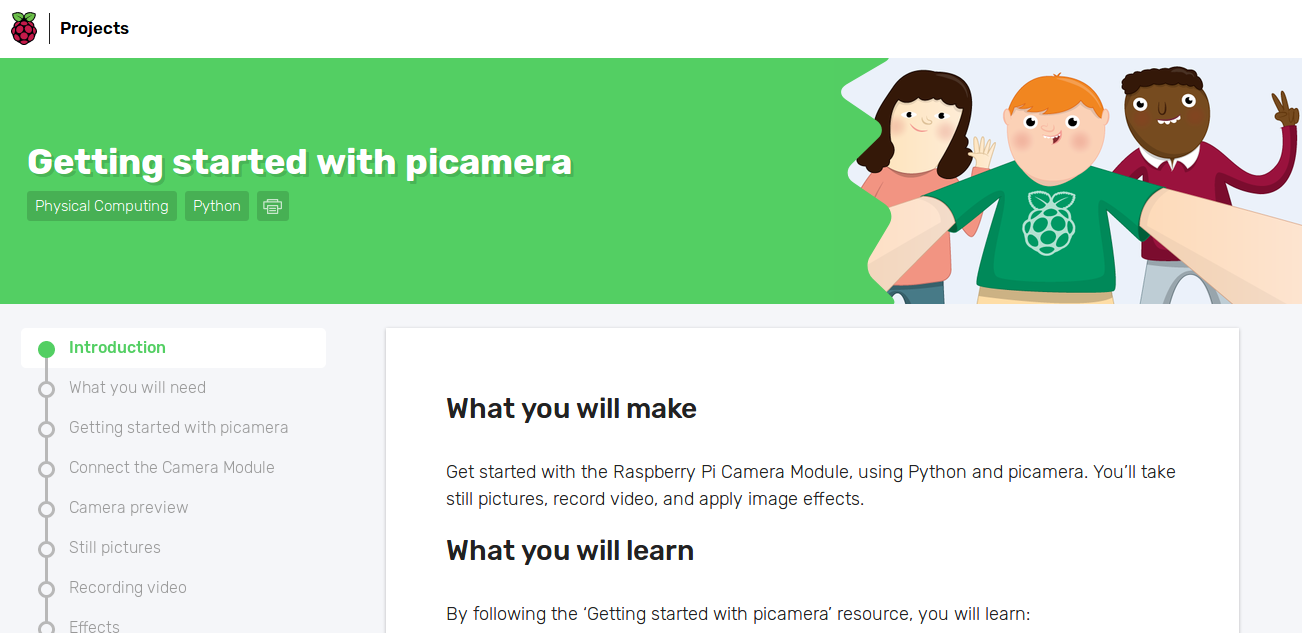 Projects
Getting started with picamera
Physical Computing
Python
Introduction
What you will need
Getting started with picamera
Connect the Camera Module
Camera preview
Still pictures
Recording video
Effects
What you will make
Get started with the Raspberry Pi Camera Module, using Python and picamera. You’ll take
still pictures, record video, and apply image effects.
What you will learn
By following the ‘Getting started with picamera’ resource, you will learn: